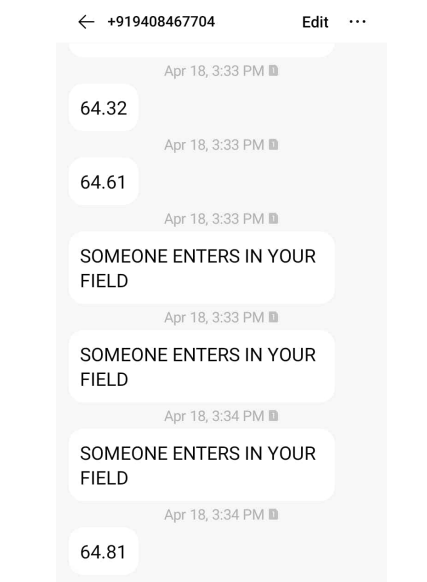 +919408467704 Edit
Apr 18, 3:33 PM
64.32
Apr 18, 3:33 PM
64.61
Apr 18, 3:33 PM
SOMEONE ENTERS IN YOUR
FIELD
Apr 18, 3:33 PM
SOMEONE ENTERS IN YOUR
FIELD
Apr 18, 3:34 PM
SOMEONE ENTERS IN YOUR
FIELD
Apr 18, 3:34 PM
64.81